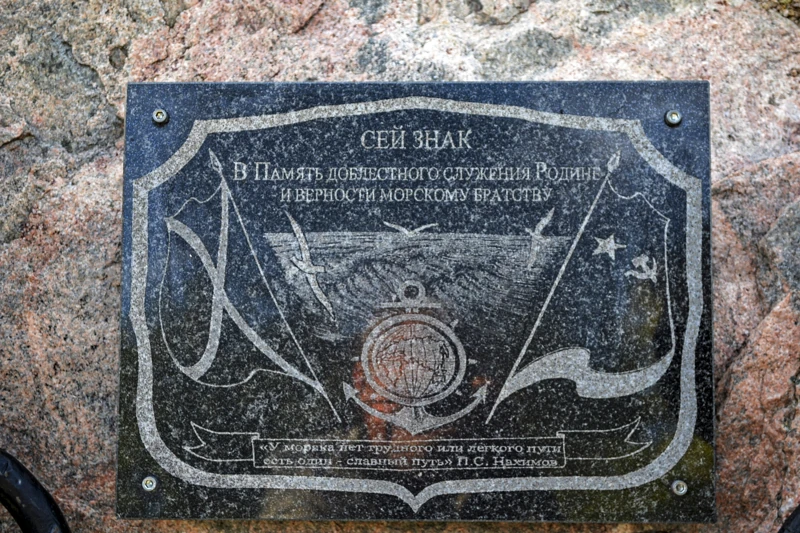 СЕЙ ЗНАК
В ПАМЯТЬ ДОБЛЕСТНОГО СЛУЖЕНИЯ РОДИНЕ
И ВЕРНОСТИ МОРСКОМУ БРАТСТВУ
«У моряка нет трудного или легкого пути
есть один - славный путь» П.С. Нахимов